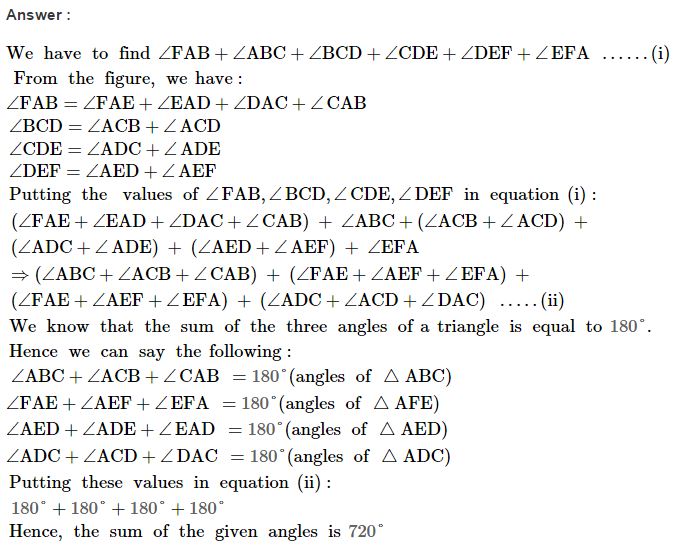 Answer :
We have to find ∠FAB + ∠ABC + ∠BCD + ∠CDE + ∠DEF + ∠EFA ......(i)
From the figure, we have :
∠FAB = ∠FAE + ∠EAD + ∠DAC + ∠CAB
∠BCD = ∠ACB + ∠ACD
∠CDE = ∠ADC + ∠ADE
∠DEF = ∠AED + ∠AEF
Putting the values of ∠FAB, ∠BCD, ∠CDE, ∠DEF in equation (i) :
(∠FAE + ∠EAD + ∠DAC + ∠CAB) + ∠ABC + (∠ACB + ∠ACD) +
(∠ADC + ∠ADE) + (∠AED + ∠AEF) + ∠EFA
⇒ (∠ABC + ∠ACB + ∠CAB) + (∠FAE + ∠AEF + ∠EFA) +
(∠FAE + ∠AEF + ∠EFA) + (∠ADC + ∠ACD + ∠DAC) .....(ii)
We know that the sum of the three angles of a triangle is equal to 180°.
Hence we can say the following :
∠ABC + ∠ACB + ∠CAB = 180°(angles of △ ABC)
∠FAE + ∠AEF + ∠EFA = 180°(angles of △ AFE)
∠AED + ∠ADE + ∠EAD = 180°(angles of △ AED)
∠ADC + ∠ACD + ∠DAC = 180°(angles of △ ADC)
Putting these values in equation (ii) :
180° + 180° + 180° + 180°
Hence, the sum of the given angles is 720°